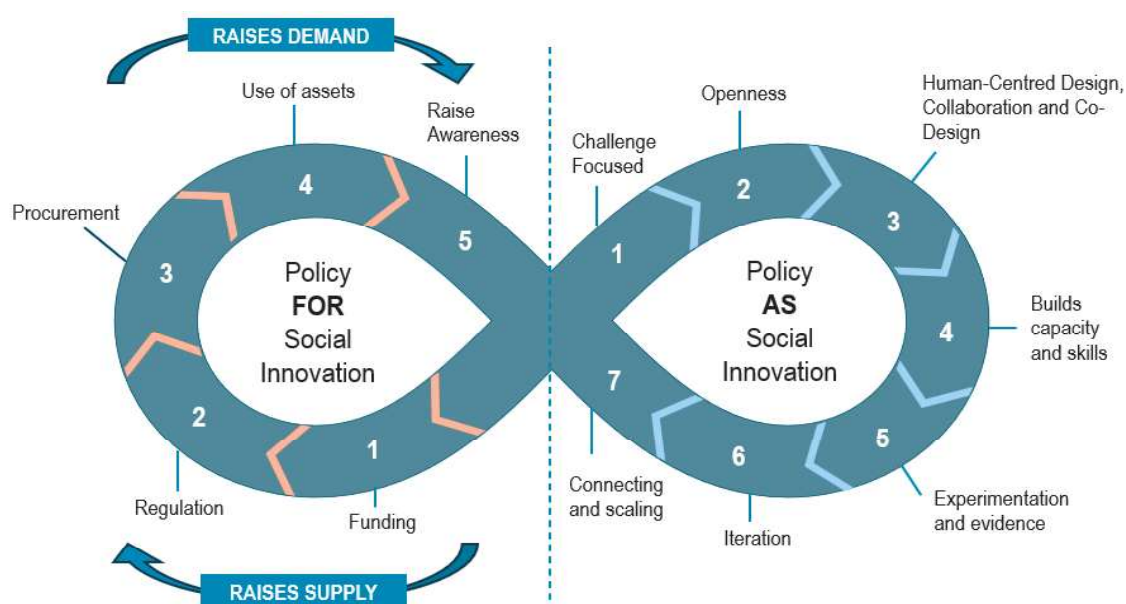 RAISES DEMAND
Use of assets
Raise
Awareness
Procurement
4
5
3
2
1
Policy
FOR
Social
Innovation
Regulation
Funding
RAISES SUPPLY
Challenge
Focused
Openness
Human-Centred Design,
Collaboration and Co-
Design
1
2
3
4
5
6
7
Policy
AS
Social
Innovation
Builds
capacity
and skills
Experimentation
and evidence
Iteration
Connecting
and scaling